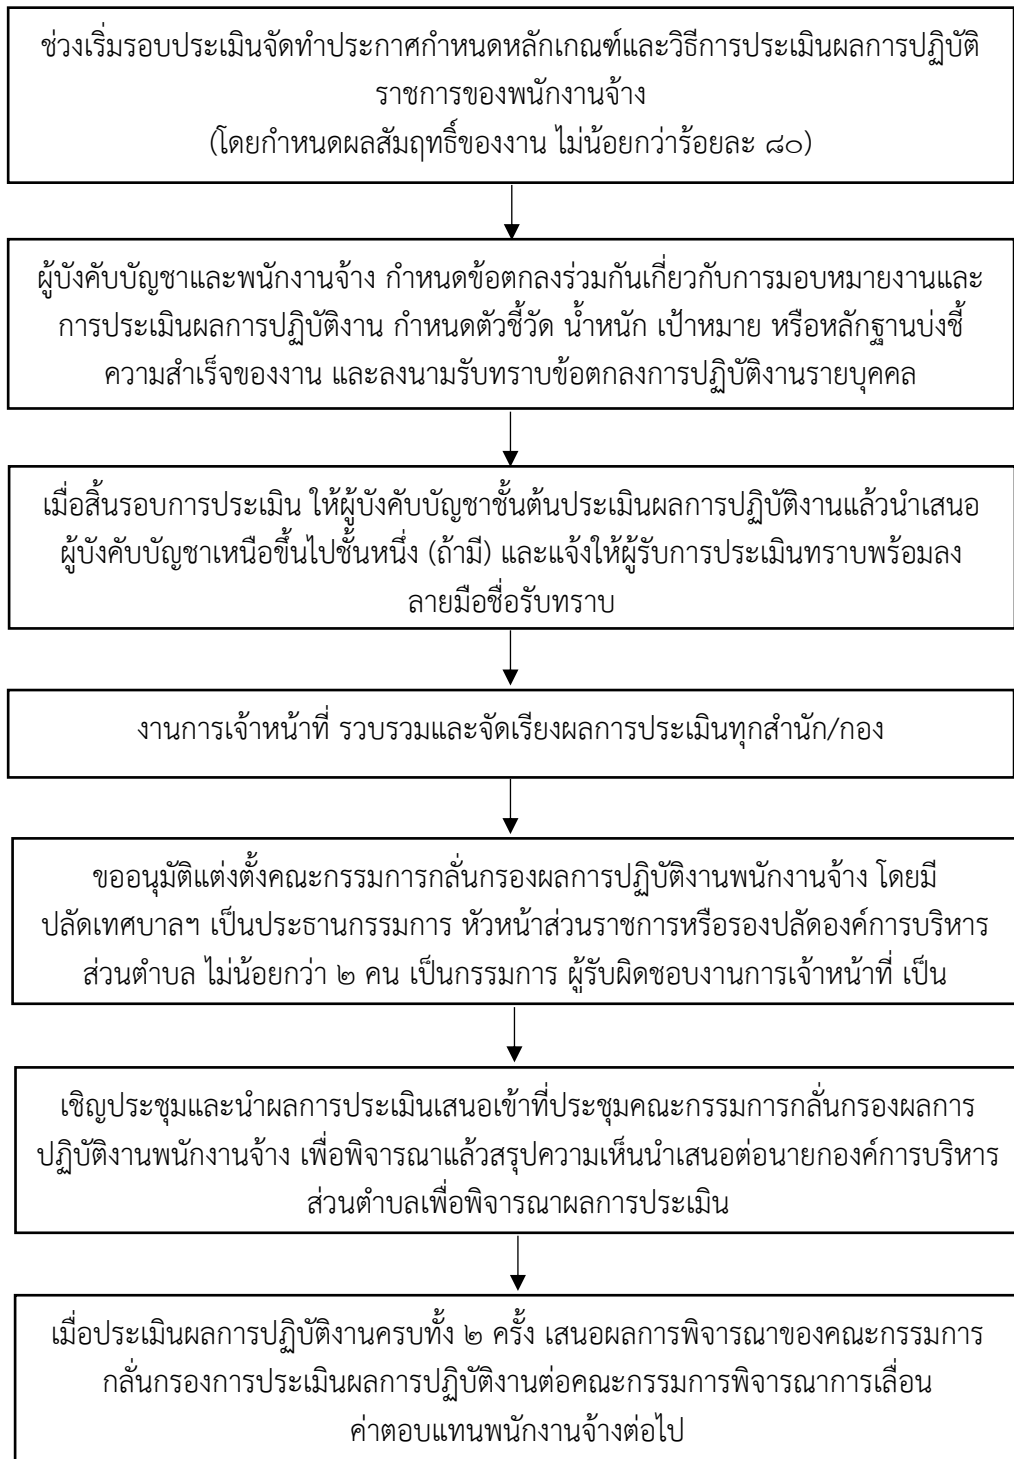 ช่วงเริ่มรอบประเมินจัดทำประกาศกำหนดหลักเกณฑ์และวิธีการประเมินผลการปฏิบัติ
ราชการของพนักงานจ้าง
(โดยกำหนดผลสัมฤทธิ์ของงาน ไม่น้อยกว่าร้อยละ ๘๐)
ผู้บังคับบัญชาและพนักงานจ้าง กำหนดข้อตกลงร่วมกันเกี่ยวกับการมอบหมายงานและ
การประเมินผลการปฏิบัติงาน กำหนดตัวชี้วัด น้ำหนัก เป้าหมาย หรือหลักฐานบ่งชี้
ความสำเร็จของงาน และลงนามรับทราบข้อตกลงการปฏิบัติงานรายบุคคล
เมื่อสิ้นรอบการประเมิน ให้ผู้บังคับบัญชาชั้นต้นประเมินผลการปฏิบัติงานแล้วนำเสนอ
ผู้บังคับบัญชาเหนือขึ้นไปชั้นหนึ่ง (ถ้ามี) และแจ้งให้ผู้รับการประเมินทราบพร้อมลง
ลายมือชื่อรับทราบ
งานการเจ้าหน้าที่ รวบรวมและจัดเรียงผลการประเมินทุกสำนัก/กอง
ขออนุมัติแต่งตั้งคณะกรรมการกลั่นกรองผลการปฏิบัติงานพนักงานจ้าง โดยมี
ปลัดเทศบาลฯ เป็นประธานกรรมการ หัวหน้าส่วนราชการหรือรองปลัดองค์การบริหาร
ส่วนตำบล ไม่น้อยกว่า ๒ คน เป็นกรรมการ ผู้รับผิดชอบงานการเจ้าหน้าที่ เป็น
เชิญประชุมและนำผลการประเมินเสนอเข้าที่ประชุมคณะกรรมการกลั่นกรองผลการ
ปฏิบัติงานพนักงานจ้าง เพื่อพิจารณาแล้วสรุปความเห็นนำเสนอต่อนายกองค์การบริหาร
ส่วนตำบลเพื่อพิจารณาผลการประเมิน
เมื่อประเมินผลการปฏิบัติงานครบทั้ง ๒ ครั้ง เสนอผลการพิจารณาของคณะกรรมการ
กลั่นกรองการประเมินผลการปฏิบัติงานต่อคณะกรรมการพิจารณาการเลื่อน
ค่าตอบแทนพนักงานจ้างต่อไป